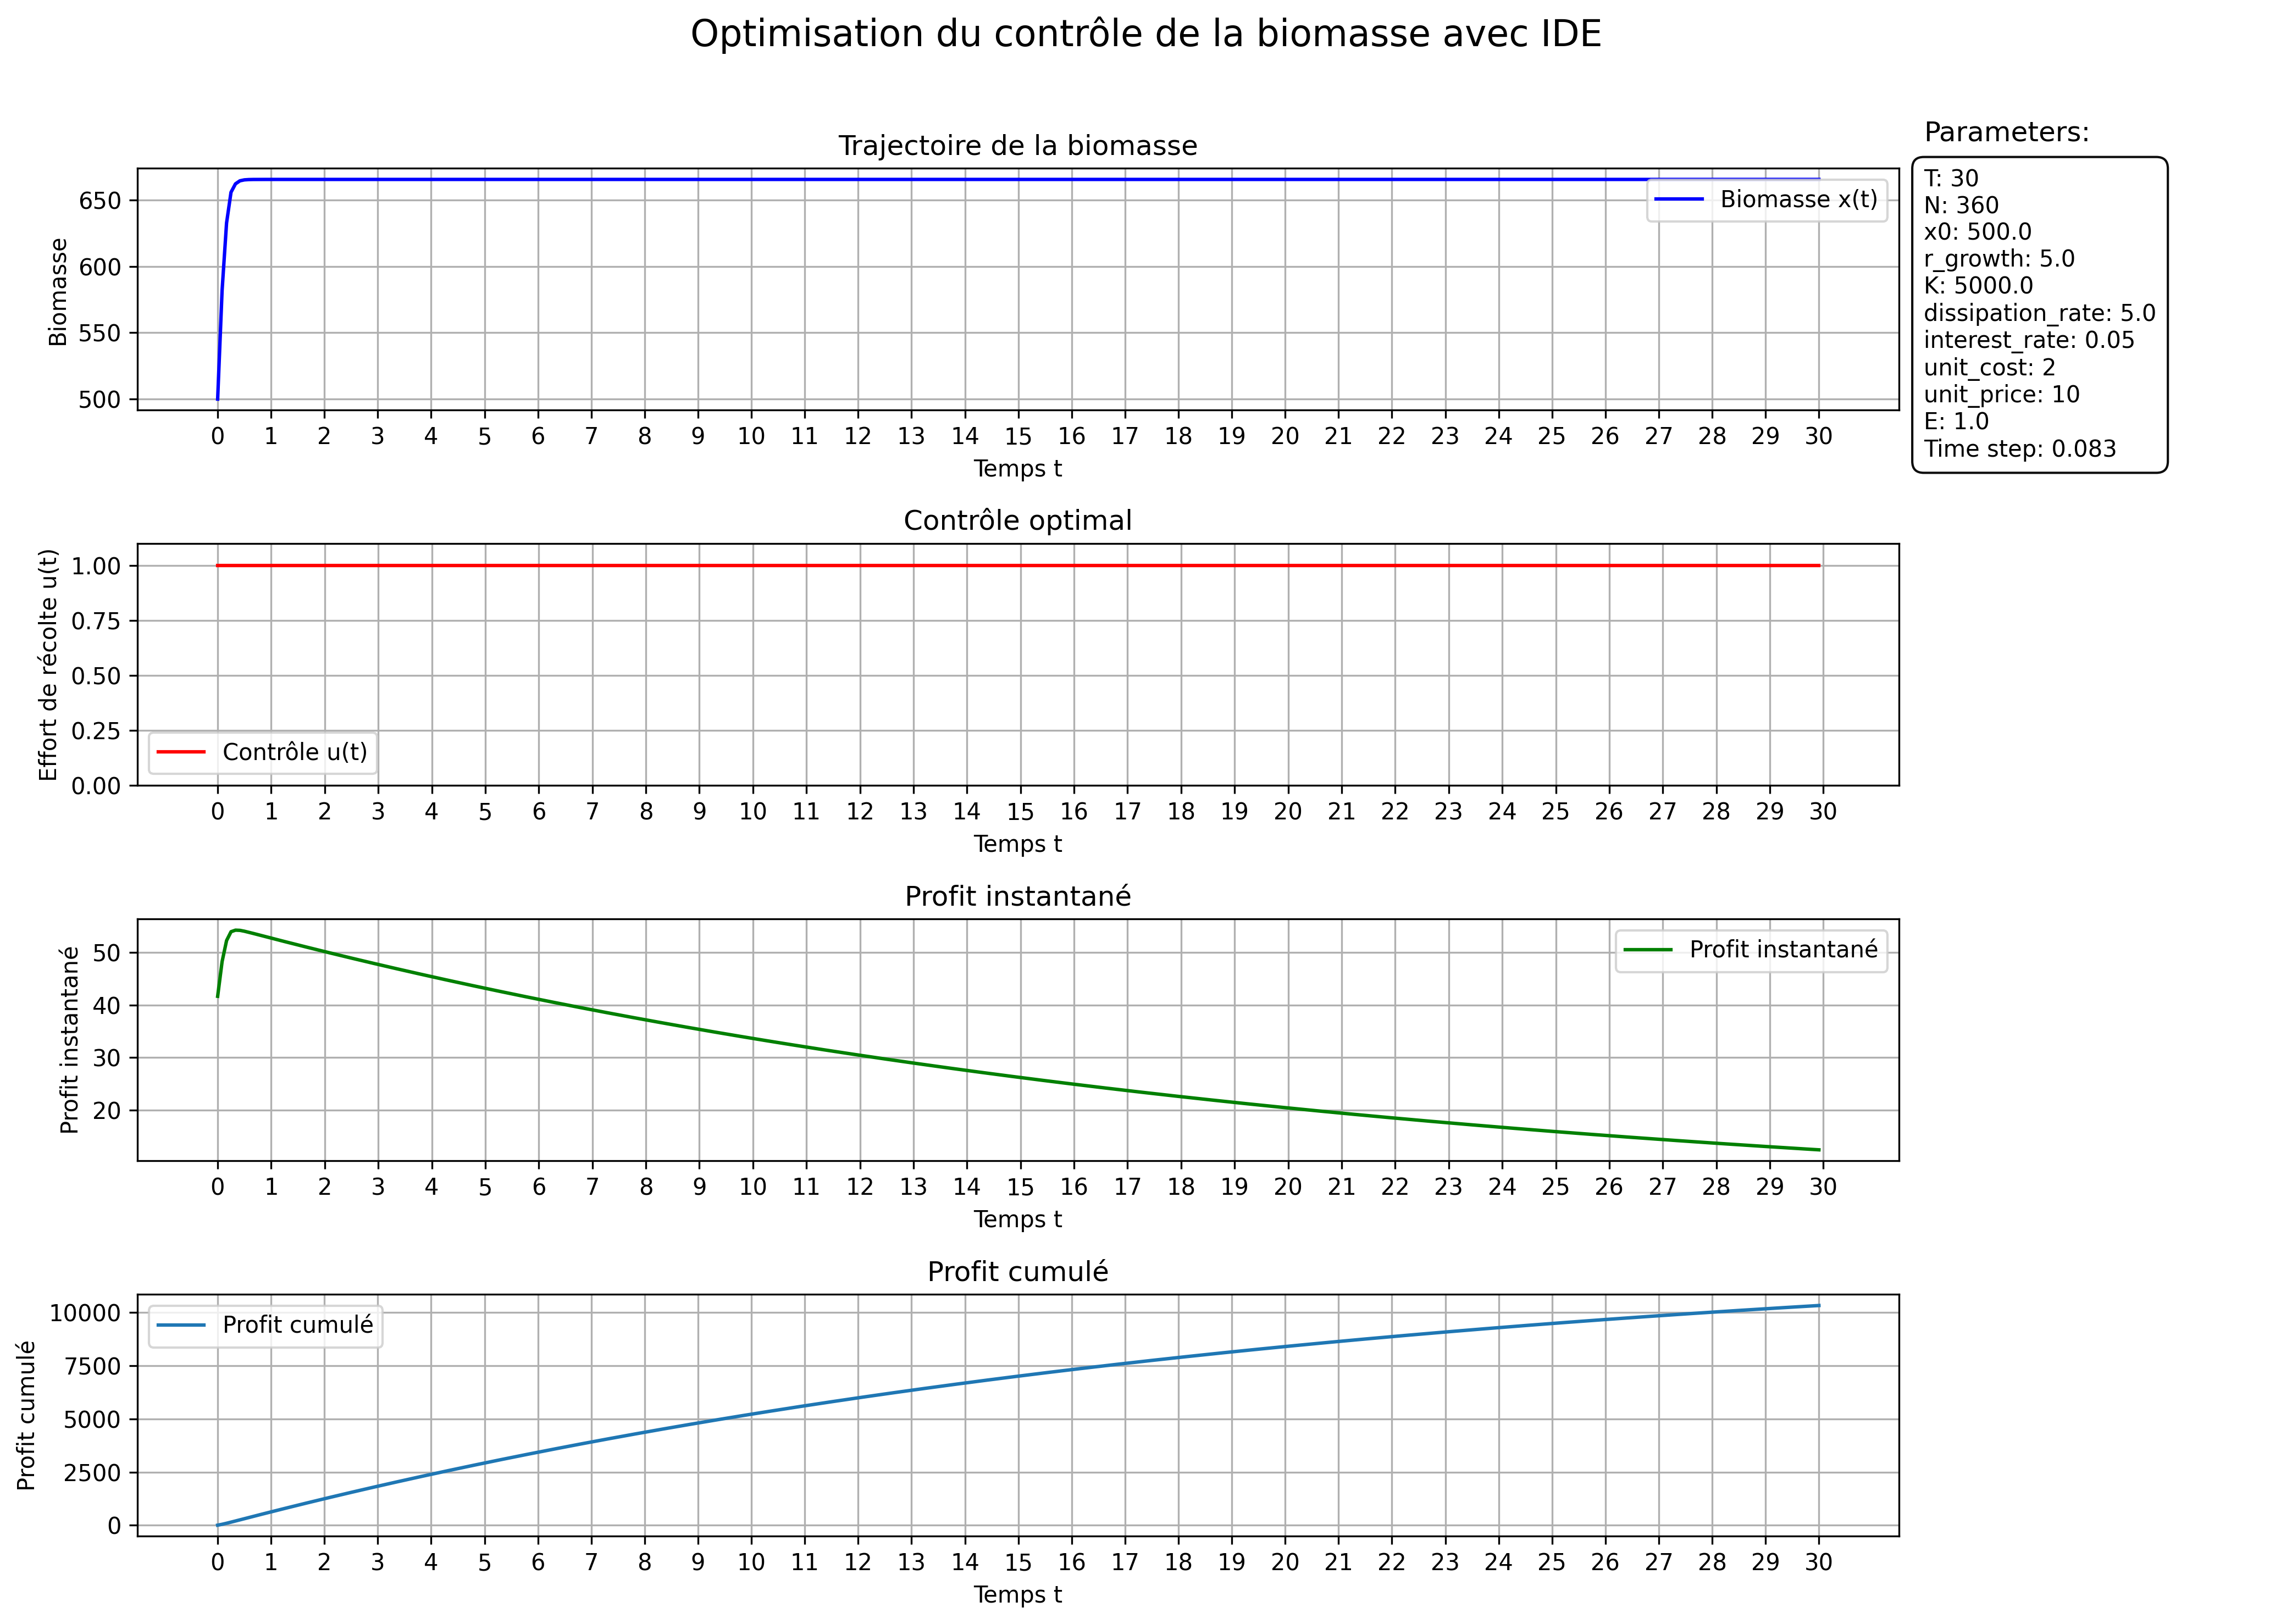 Optimisation du contrôle de la biomasse avec IDE
Trajectoire de la biomasse
Biomasse
650
600
550
500
Biomasse x(t)
0 1 2 3 4 5 6 7 8 9 10 11 12 13 14 15 16 17 18 19 20 21 22 23 24 25 26 27 28 29 30
Temps t
Parameters:
T: 30
N: 360
x0: 500.0
r_growth: 5.0
K: 5000.0
dissipation_rate: 5.0
interest_rate: 0.05
unit_cost: 2
unit_price: 10
E: 1.0
Time step: 0.083
Contrôle optimal
Effort de récolte u(t)
1.00
0.75
0.50
0.25
0.00
Contrôle u(t)
0 1 2 3 4 5 6 7 8 9 10 11 12 13 14 15 16 17 18 19 20 21 22 23 24 25 26 27 28 29 30
Temps t
Profit instantané
Profit instantané
50
40
30
20
Profit instantané
0 1 2 3 4 5 6 7 8 9 10 11 12 13 14 15 16 17 18 19 20 21 22 23 24 25 26 27 28 29 30
Temps t
Profit cumulé
Profit cumulé
10000
7500
5000
2500
0
Profit cumulé
0 1 2 3 4 5 6 7 8 9 10 11 12 13 14 15 16 17 18 19 20 21 22 23 24 25 26 27 28 29 30
Temps t